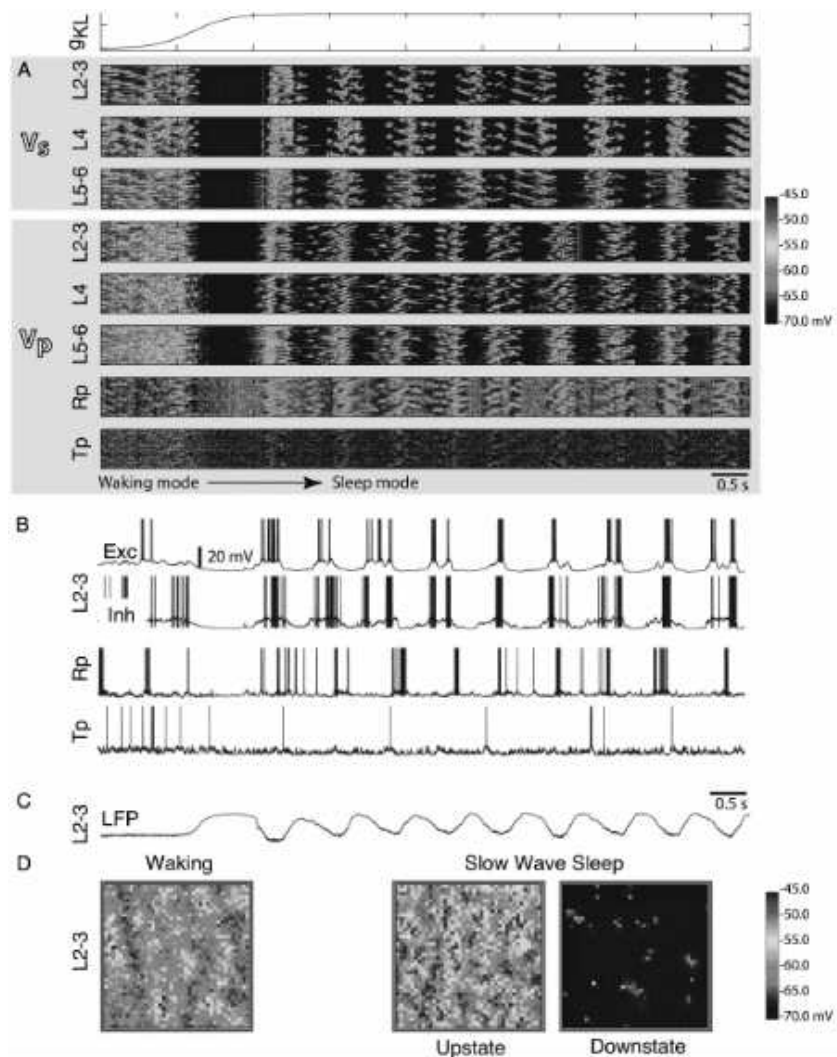 gKL
A
Vs
L2-3
L4
L5-6
-45.0
-50.0
-55.0
-60.0
-65.0
-70.0 mV
Vp
L2-3
L4
L5-6
Rp
Tp
Waking mode
Sleep mode
0.5 s
B
L2-3
Exc
20 mV
Inh
Rp
Tp
0.5 s
C
L2-3
LFP
D
Waking
Slow Wave Sleep
L2-3
-45.0
-50.0
-55.0
-60.0
-65.0
-70.0 mV
Upstate
Downstate